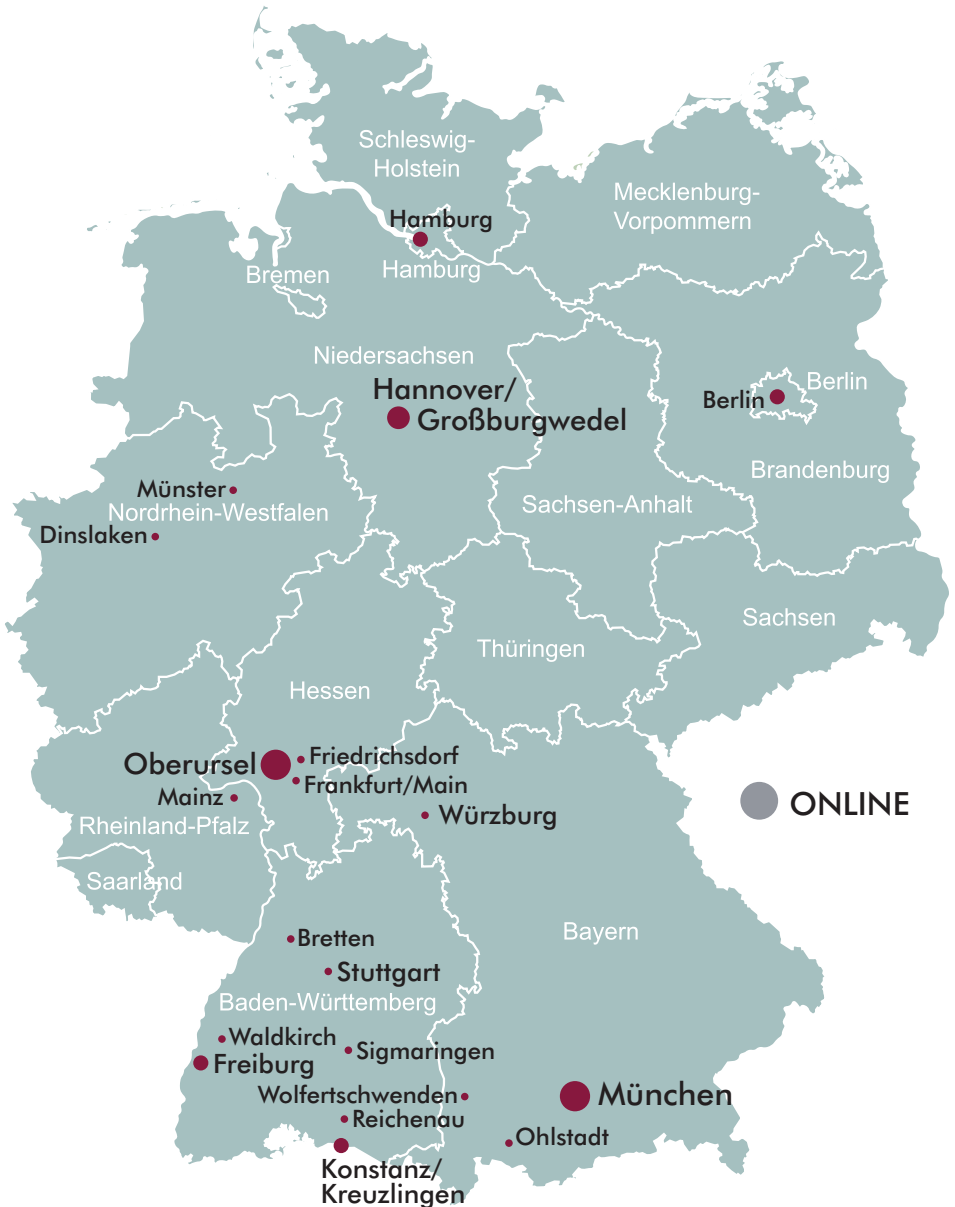 Schleswig-
Holstein
Mecklenburg-
Vorpommern
Hamburg
Hamburg
Bremen
Niedersachsen
Hannover/
Großburgwedel
Berlin
Berlin
Brandenburg
Münster
Nordrhein-Westfalen
Dinslaken
Sachsen-Anhalt
Sachsen
Thüringen
Hessen
Oberursel
Friedrichsdorf
Frankfurt/Main
Mainz
Würzburg
ONLINE
Rheinland-Pfalz
Saarland
Bayern
Bretten
Stuttgart
Baden-Württemberg
Waldkirch
Freiburg
Sigmaringen
Wolfertschwenden
München
Reichenau
Ohlstadt
Konstanz/
Kreuzlingen